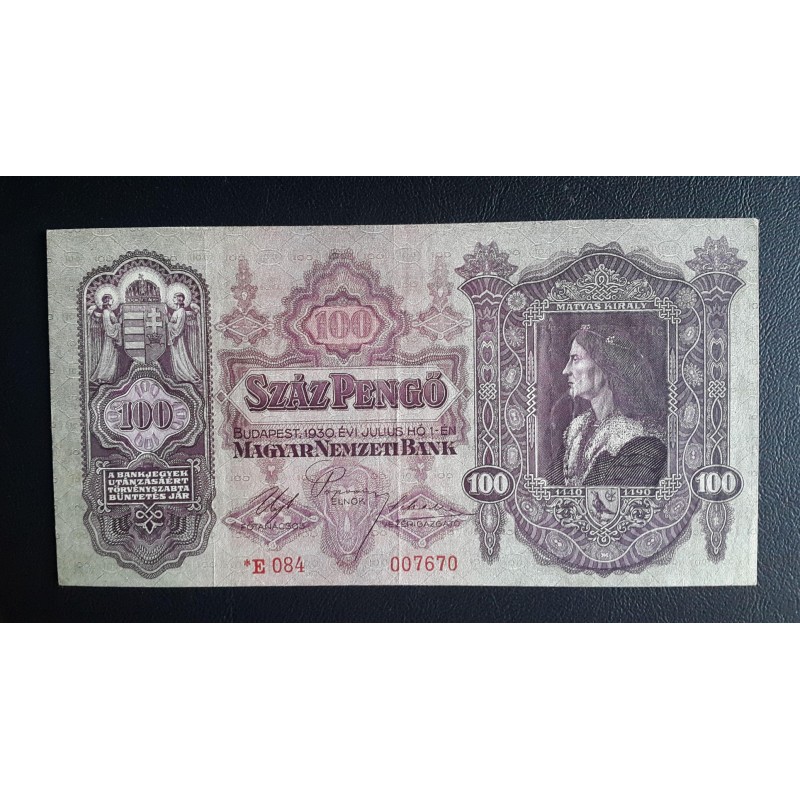 100
A BANKJEGYEK
UTÁNZÁSÁÉRT
TÖRVÉNYSZABTA
BÜNTETÉS JÁR
100
SZÁZ PENGŐ
BUDAPEST, 1930. ÉVI JULIUS HÓ 1-ÉN
MAGYAR NEMZETI BANK
FŐTANÁCSOS
ELNÖK
VEZÉRIGAZGATÓ
*E 084 007670
MÁTYÁS KIRÁLY
100 100
1440 1490